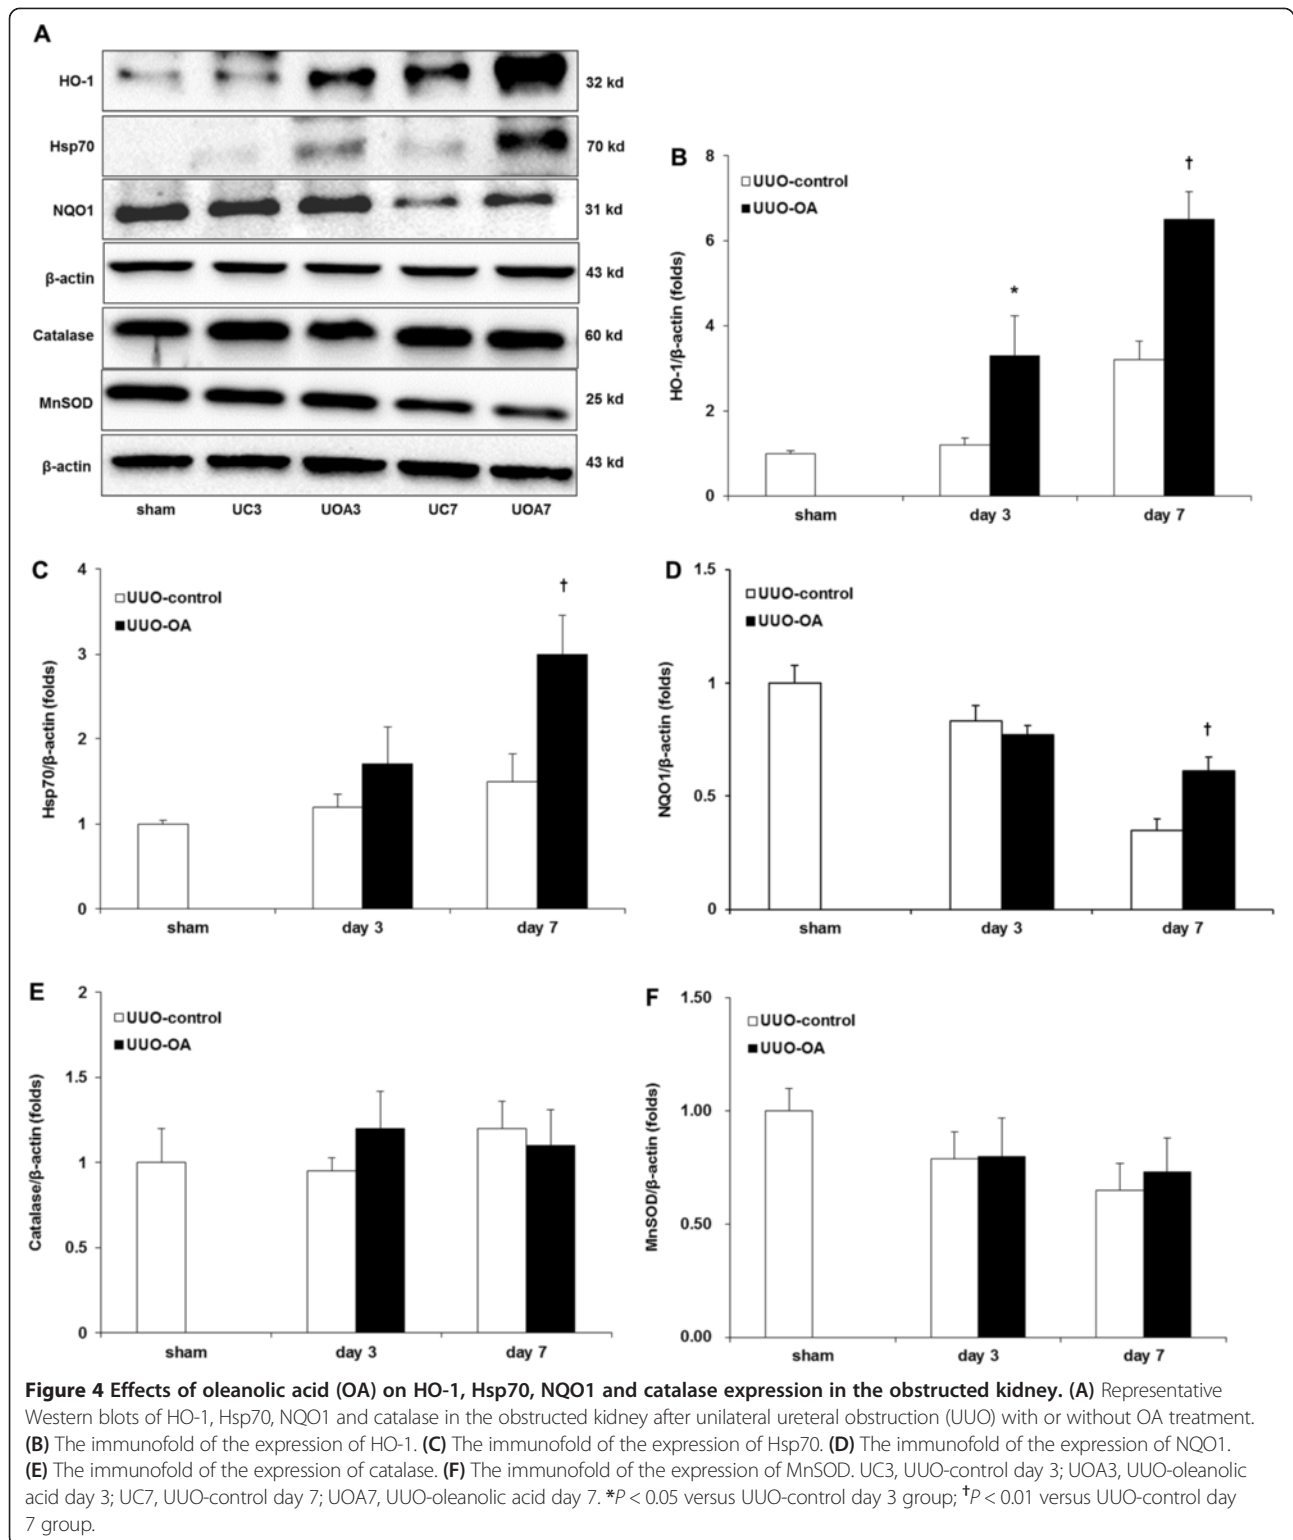 A
HO-1
32 kd
Hsp70
70 kd
NQO1
31 kd
β-actin
43 kd
Catalase
60 kd
MnSOD
25 kd
β-actin
43 kd
sham UC3 UOA3 UC7 UOA7
B
UUO-control
UUO-OA
HO-1/β-actin (folds)
8
6
4
2
0
*
†
sham day 3 day 7
C
UUO-control
UUO-OA
Hsp70/β-actin (folds)
4
3
2
1
0
†
sham day 3 day 7
D
UUO-control
UUO-OA
NQO1/β-actin (folds)
1.5
1
0.5
0
†
sham day 3 day 7
E
UUO-control
UUO-OA
Catalase/β-actin (folds)
2
1.5
1
0.5
0
sham day 3 day 7
F
UUO-control
UUO-OA
MnSOD/β-actin (folds)
1.50
1.00
0.50
0.00
sham day 3 day 7
Figure 4 Effects of oleanolic acid (OA) on HO-1, Hsp70, NQO1 and catalase expression in the obstructed kidney. (A) Representative
Western blots of HO-1, Hsp70, NQO1 and catalase in the obstructed kidney after unilateral ureteral obstruction (UUO) with or without OA treatment.
(B) The immunofold of the expression of HO-1. (C) The immunofold of the expression of Hsp70. (D) The immunofold of the expression of NQO1.
(E) The immunofold of the expression of catalase. (F) The immunofold of the expression of MnSOD. UC3, UUO-control day 3; UOA3, UUO-oleanolic
acid day 3; UC7, UUO-control day 7; UOA7, UUO-oleanolic acid day 7. *P < 0.05 versus UUO-control day 3 group; †P < 0.01 versus UUO-control day
7 group.